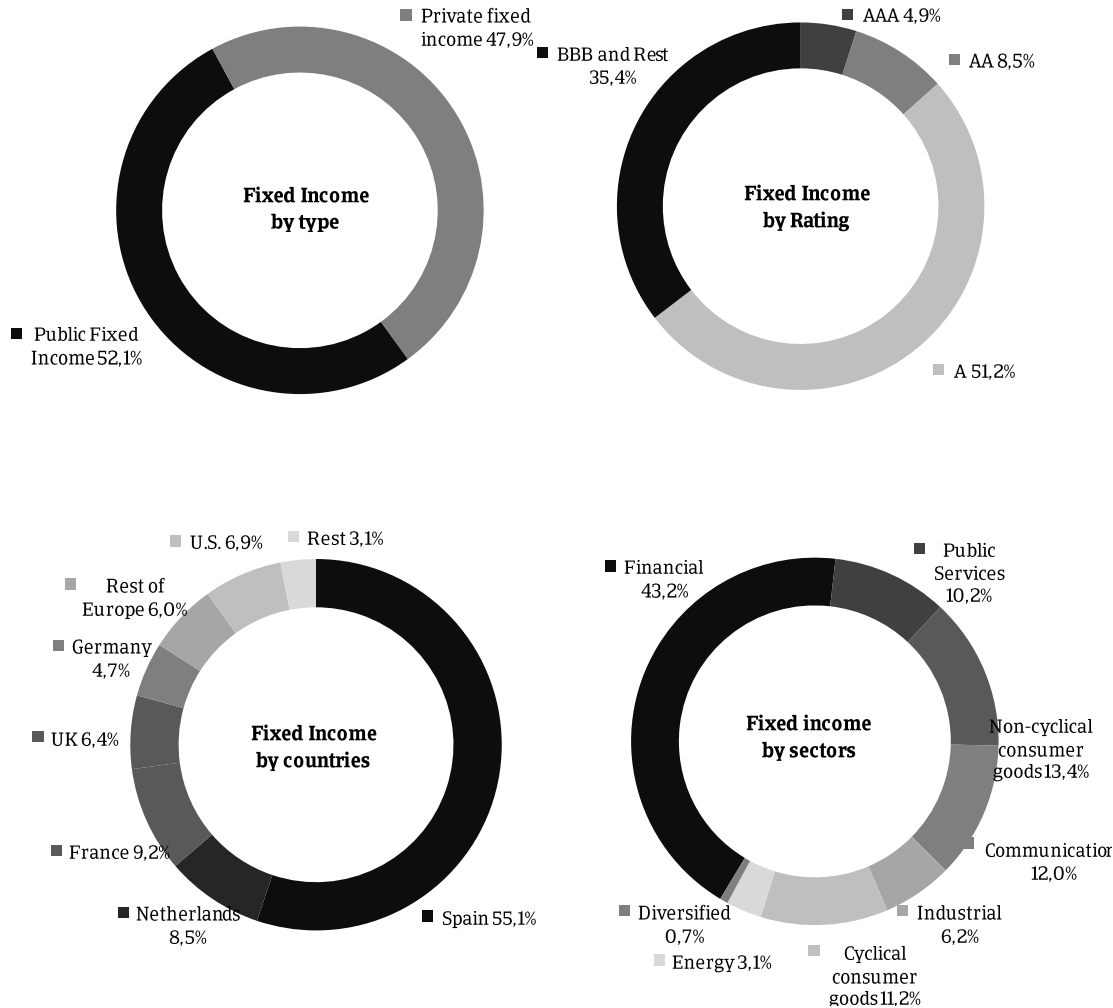 Private fixed
income 47,9%
Fixed Income
by type
Public Fixed
Income 52,1%
AAA 4,9%
BBB and Rest
35,4%
AA 8,5%
Fixed Income
by Rating
A 51,2%
U.S. 6,9%
Rest 3,1%
Rest of
Europe 6,0%
Germany
4,7%
UK 6,4%
Fixed Income
by countries
France 9,2%
Netherlands
8,5%
Spain 55,1%
Financial
43,2%
Public
Services
10,2%
Fixed income
by sectors
Non-cyclical
consumer
goods 13,4%
Communication
12,0%
Diversified
0,7%
Industrial
6,2%
Energy 3,1%
Cyclical
consumer
goods 11,2%